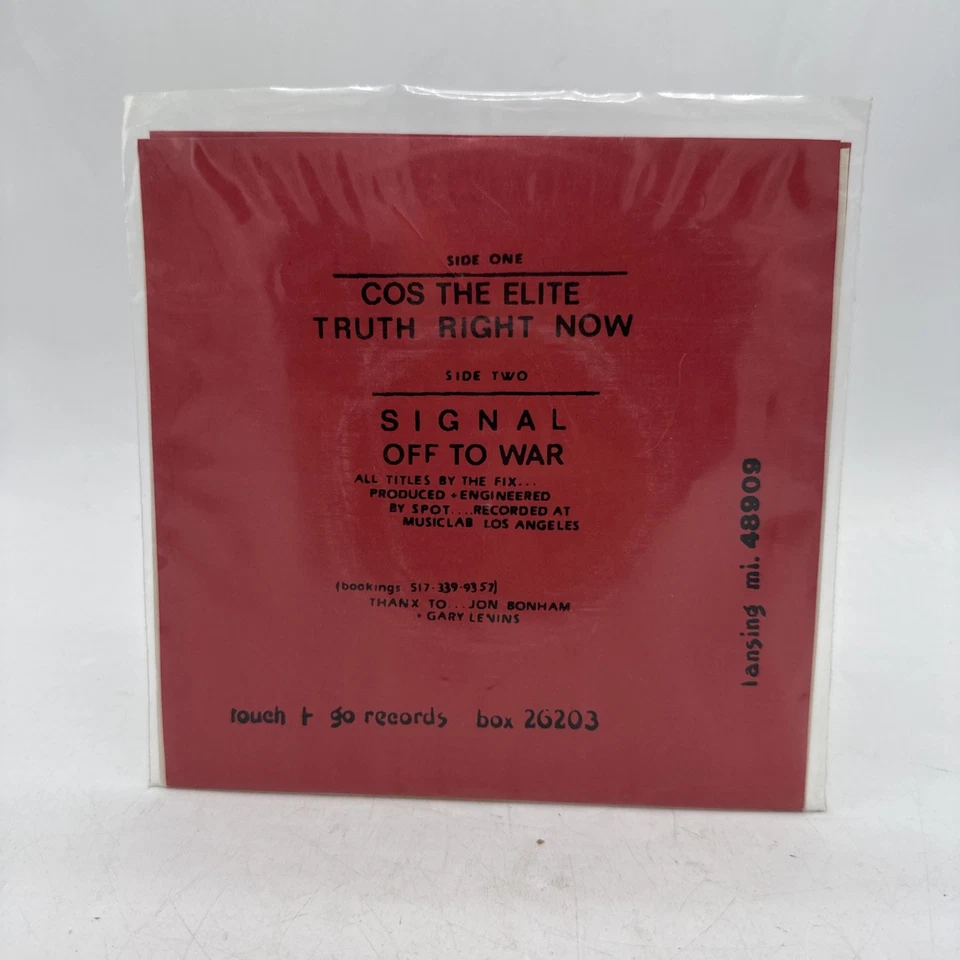 SIDE ONE
COS THE ELITE
TRUTH RIGHT NOW
SIDE TWO
SIGNAL
OFF TO WAR
ALL TITLES BY THE FIX...
PRODUCED + ENGINEERED
BY SPOT....RECORDED AT
MUSICLAB LOS ANGELES
(bookings 517-339-9357)
THANX TO...JON BONHAM
+ GARY LEVINS
touch + go records box 26203
lansing mi. 48909